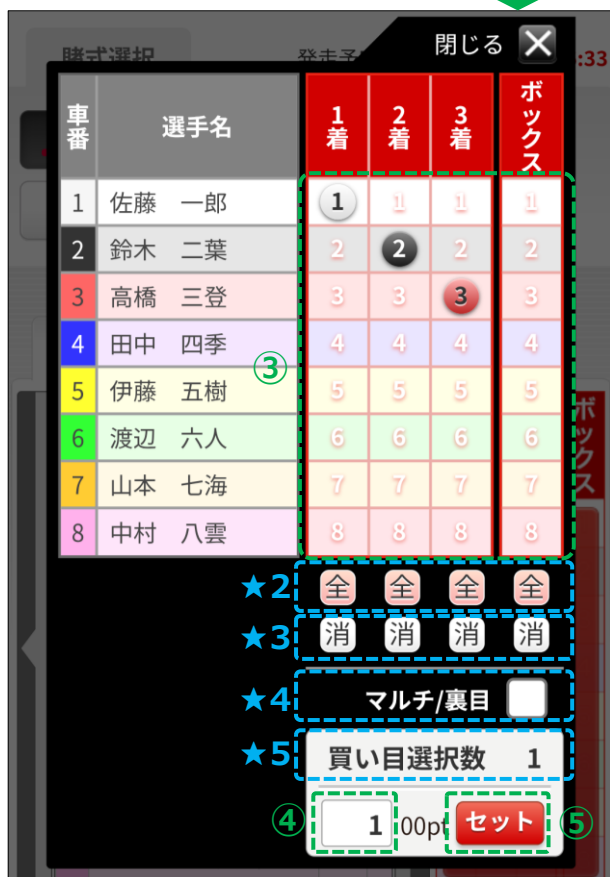 賭式選択 発走予 閉じる ✕ :33
車番 選手名 1着 2着 3着 ボックス
1 佐藤 一郎 1 1 1 1
2 鈴木 二葉 2 2 2 2
3 高橋 三登 3 3 3 3
4 田中 四季 4 4 4 4
③
5 伊藤 五樹 5 5 5 5
6 渡辺 六人 6 6 6 6
7 山本 七海 7 7 7 7
8 中村 八雲 8 8 8 8
ボックス
★2 全 全 全 全
★3 消 消 消 消
★4 マルチ/裏目
★5 買い目選択数 1
④ 1 00pt セット ⑤